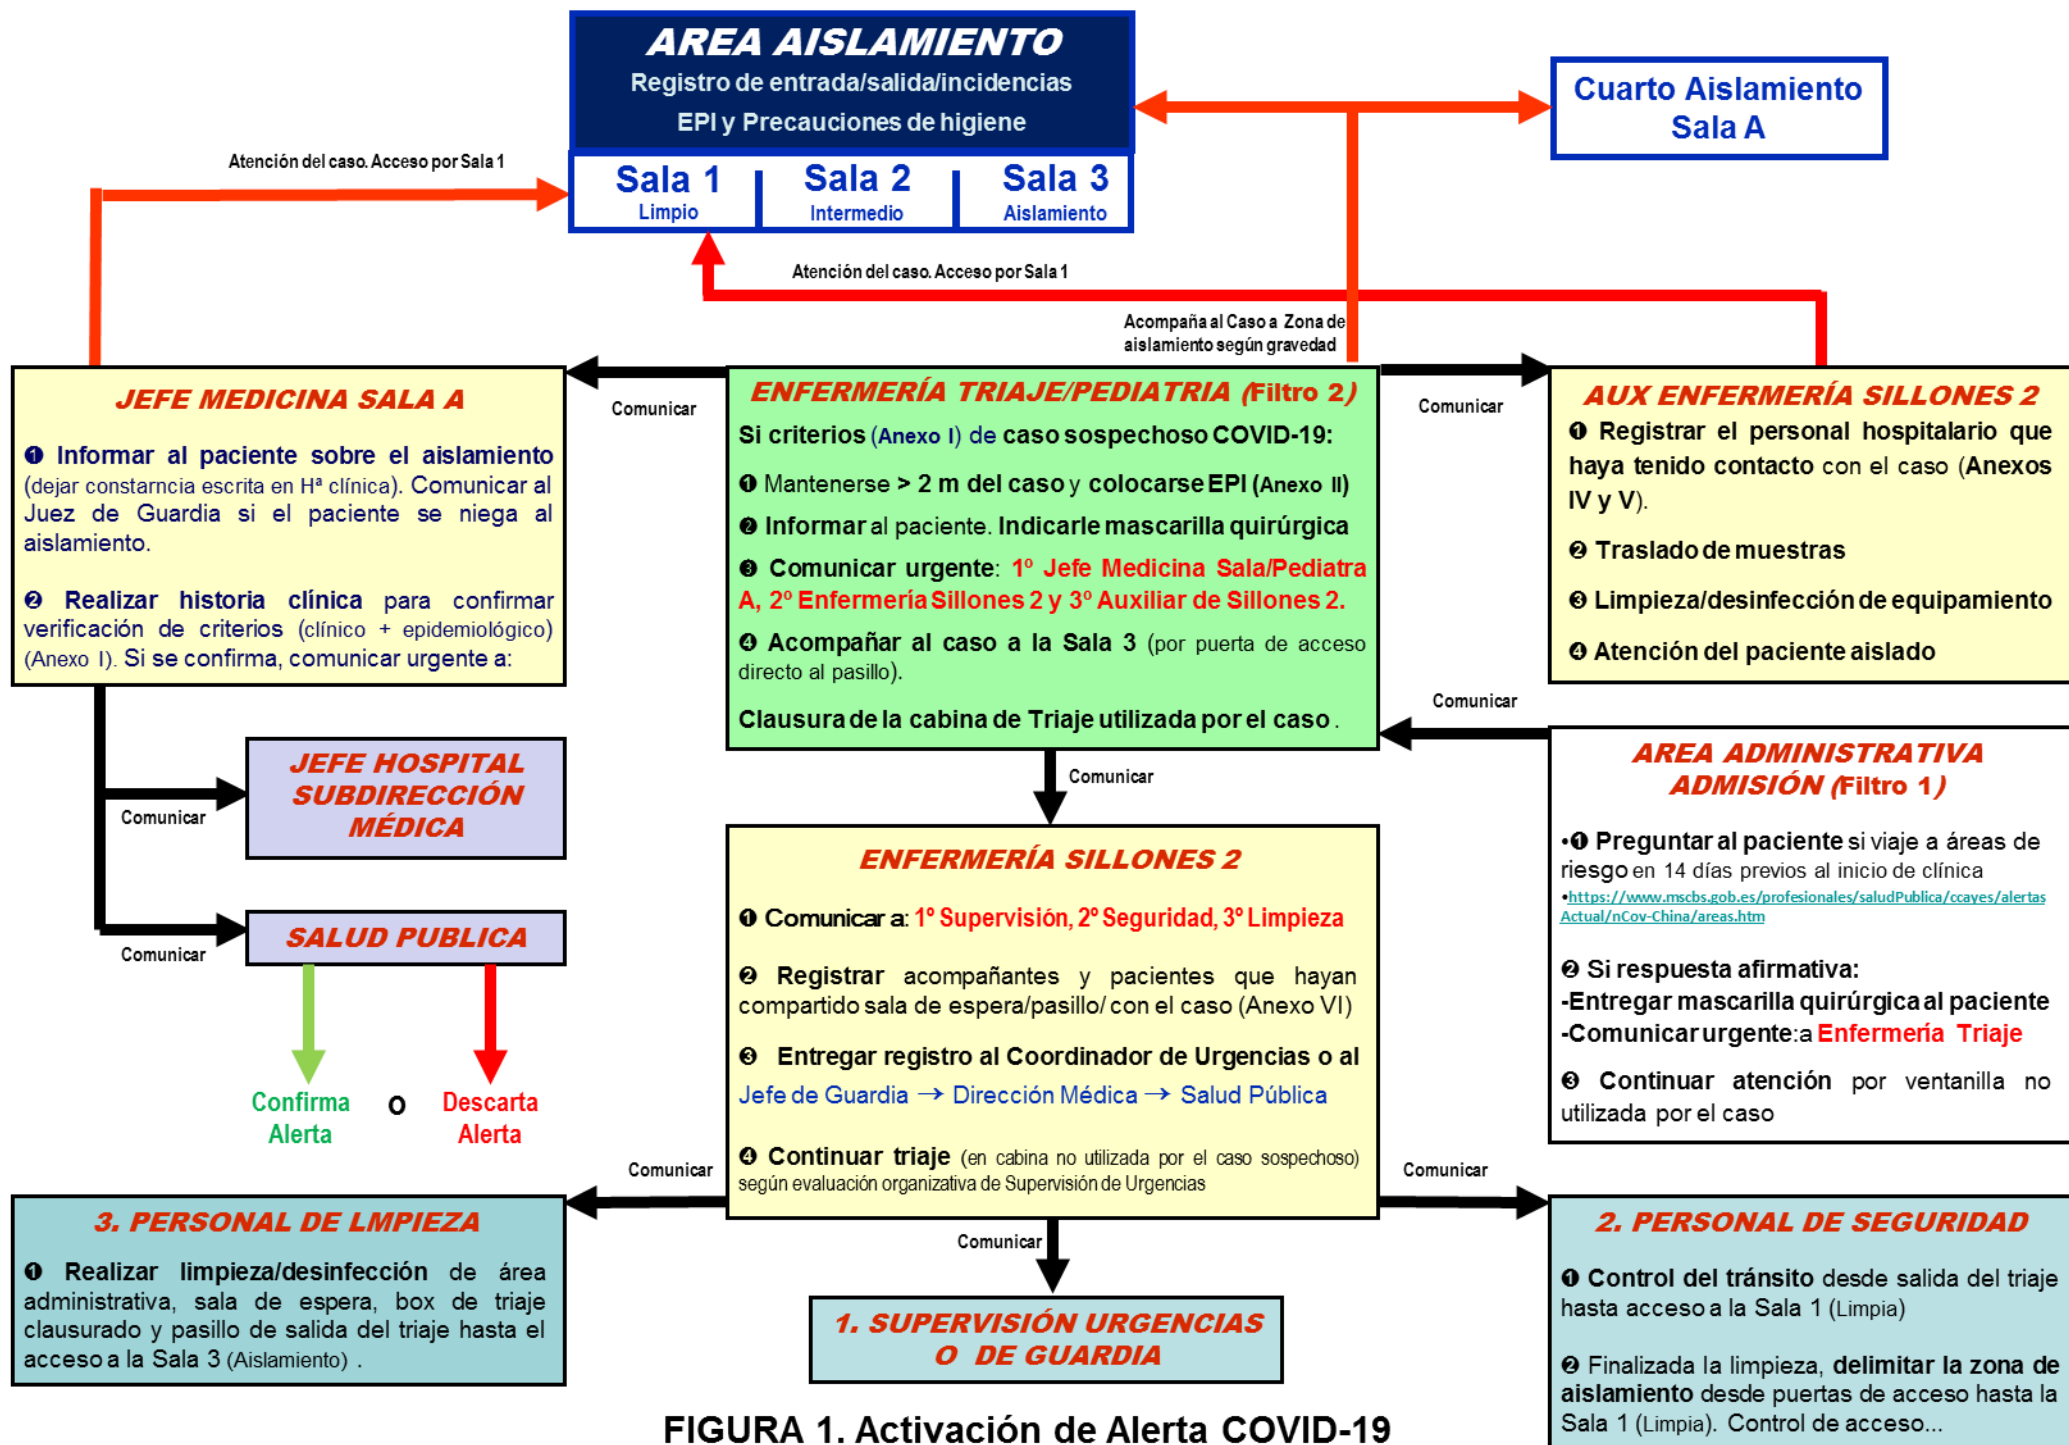 AREA AISLAMIENTO
Registro de entrada/salida/incidencias
EPI y Precauciones de higiene
Sala 1
Limpio
Sala 2
Intermedio
Sala 3
Aislamiento
Cuarto Aislamiento
Sala A
Atención del caso. Acceso por Sala 1
Atención del caso. Acceso por Sala 1
Acompaña al Caso a Zona de
aislamiento según gravedad
JEFE MEDICINA SALA A
❶ Informar al paciente sobre el aislamiento
(dejar constarncia escrita en Hª clínica). Comunicar al
Juez de Guardia si el paciente se niega al
aislamiento.
❷ Realizar historia clínica para confirmar
verificación de criterios (clínico + epidemiológico)
(Anexo I). Si se confirma, comunicar urgente a:
Comunicar
ENFERMERÍA TRIAJE/PEDIATRIA (Filtro 2)
Si criterios (Anexo I) de caso sospechoso COVID-19:
❶ Mantenerse > 2 m del caso y colocarse EPI (Anexo II)
❷ Informar al paciente. Indicarle mascarilla quirúrgica
❸ Comunicar urgente: 1º Jefe Medicina Sala/Pediatra
A, 2º Enfermería Sillones 2 y 3º Auxiliar de Sillones 2.
❹ Acompañar al caso a la Sala 3 (por puerta de acceso
directo al pasillo).
Clausura de la cabina de Triaje utilizada por el caso .
Comunicar
AUX ENFERMERÍA SILLONES 2
❶ Registrar el personal hospitalario que
haya tenido contacto con el caso (Anexos
IV y V).
❷ Traslado de muestras
❸ Limpieza/desinfección de equipamiento
❹ Atención del paciente aislado
Comunicar
AREA ADMINISTRATIVA
ADMISIÓN (Filtro 1)
•❶ Preguntar al paciente si viaje a áreas de
riesgo en 14 días previos al inicio de clínica
•https://www.mscbs.gob.es/profesionales/saludPublica/ccayes/alertas
Actual/nCov-China/areas.htm
❷ Si respuesta afirmativa:
-Entregar mascarilla quirúrgica al paciente
-Comunicar urgente:a Enfermería Triaje
❸ Continuar atención por ventanilla no
utilizada por el caso
Comunicar
JEFE HOSPITAL
SUBDIRECCIÓN
MÉDICA
Comunicar
SALUD PUBLICA
Comunicar
Confirma
Alerta
o
Descarta
Alerta
Comunicar
ENFERMERÍA SILLONES 2
❶ Comunicar a: 1º Supervisión, 2º Seguridad, 3º Limpieza
❷ Registrar acompañantes y pacientes que hayan
compartido sala de espera/pasillo/ con el caso (Anexo VI)
❸ Entregar registro al Coordinador de Urgencias o al
Jefe de Guardia → Dirección Médica → Salud Pública
❹ Continuar triaje (en cabina no utilizada por el caso sospechoso)
según evaluación organizativa de Supervisión de Urgencias
Comunicar
Comunicar
Comunicar
3. PERSONAL DE LMPIEZA
❶ Realizar limpieza/desinfección de área
administrativa, sala de espera, box de triaje
clausurado y pasillo de salida del triaje hasta el
acceso a la Sala 3 (Aislamiento) .
1. SUPERVISIÓN URGENCIAS
O DE GUARDIA
2. PERSONAL DE SEGURIDAD
❶ Control del tránsito desde salida del triaje
hasta acceso a la Sala 1 (Limpia)
❷ Finalizada la limpieza, delimitar la zona de
aislamiento desde puertas de acceso hasta la
Sala 1 (Limpia). Control de acceso...
FIGURA 1. Activación de Alerta COVID-19